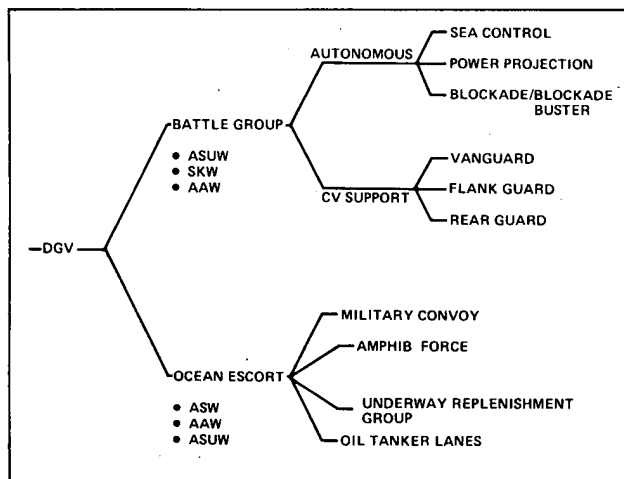 SEA CONTROL
AUTONOMOUS
POWER PROJECTION
BLOCKADE/BLOCKADE
BUSTER
BATTLE GROUP
• ASUW
• SKW
• AAW
VANGUARD
CV SUPPORT
FLANK GUARD
REAR GUARD
DGV
MILITARY CONVOY
AMPHIB FORCE
OCEAN ESCORT
• ASW
• AAW
• ASUW
UNDERWAY REPLENISHMENT
GROUP
OIL TANKER LANES